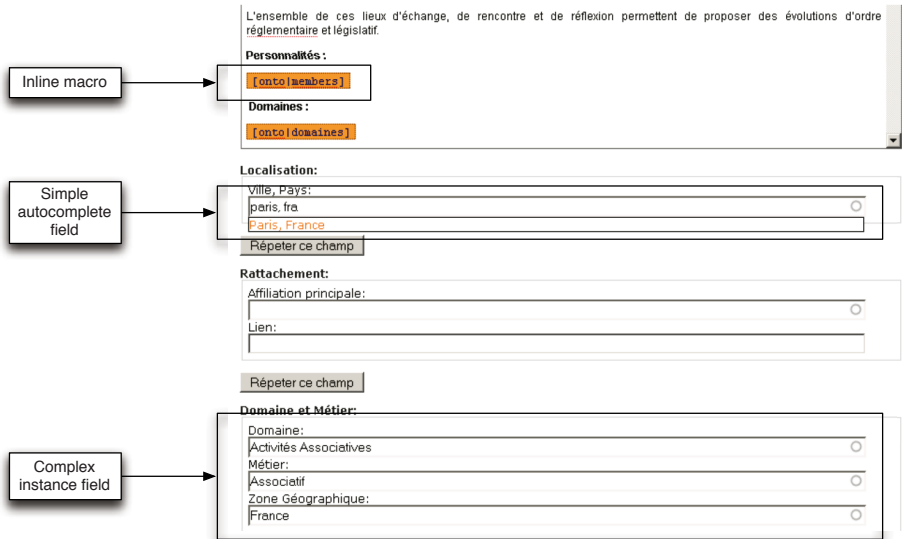 L'ensemble de ces lieux d'échange, de rencontre et de réflexion permettent de proposer des évolutions d'ordre
réglementaire et législatif.
Personnalités :
Inline macro
[onto|members]
Domaines :
[onto|domaines]
Localisation:
Simple
autocomplete
field
Ville, Pays:
paris, fra
Paris, France
Répeter ce champ
Rattachement:
Affiliation principale:
Lien:
Répeter ce champ
Domaine et Métier:
Domaine:
Activités Associatives
Complex
instance field
Métier:
Associatif
Zone Géographique:
France